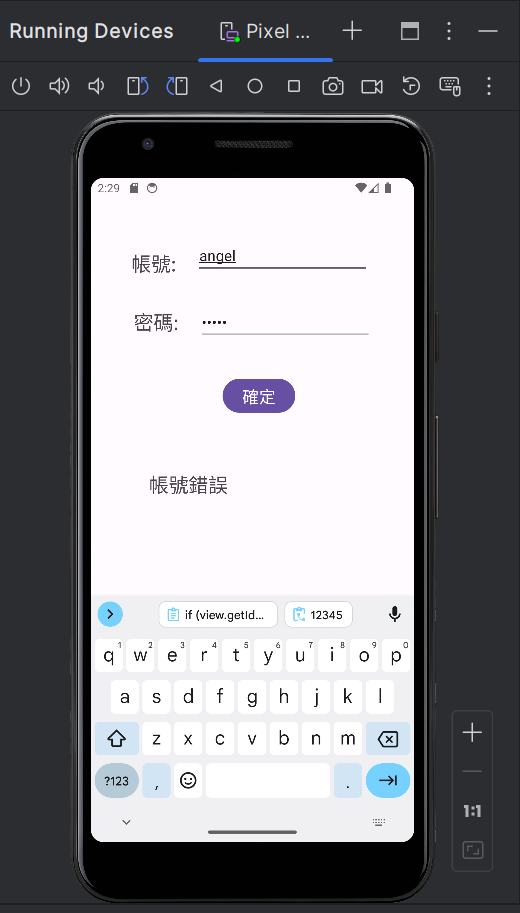 Running Devices Pixel ...
2:29
帳號: angel
密碼: •••••
確定
帳號錯誤
if (view.getId... 12345
q1 w2 e3 r4 t5 y6 u7 i8 o9 p0
a s d f g h j k l
z x c v b n m
?123 , .
1:1